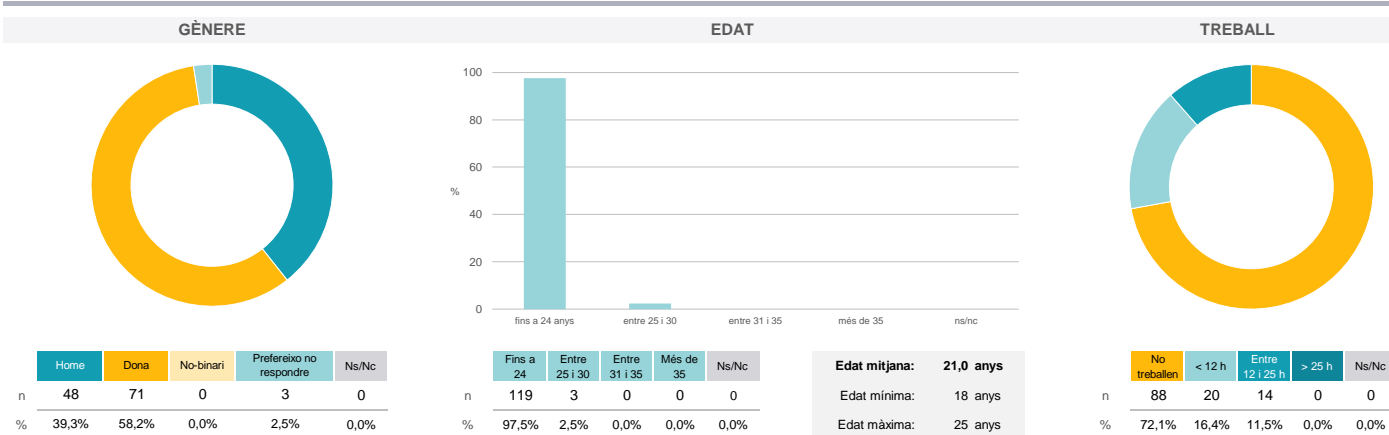 GÈNERE EDAT TREBALL
100
80
60
%
40
20
0
fins a 24 anys entre 25 i 30 entre 31 i 35 més de 35 ns/nc
Home Dona No-binari Prefereixo no respondre Ns/Nc
n 48 71 0 3 0
% 39,3% 58,2% 0,0% 2,5% 0,0%
Fins a 24 Entre 25 i 30 Entre 31 i 35 Més de 35 Ns/Nc
n 119 3 0 0 0
% 97,5% 2,5% 0,0% 0,0% 0,0%
Edat mitjana: 21,0 anys
Edat mínima: 18 anys
Edat màxima: 25 anys
No treballen < 12 h Entre 12 i 25 h > 25 h Ns/Nc
n 88 20 14 0 0
% 72,1% 16,4% 11,5% 0,0% 0,0%